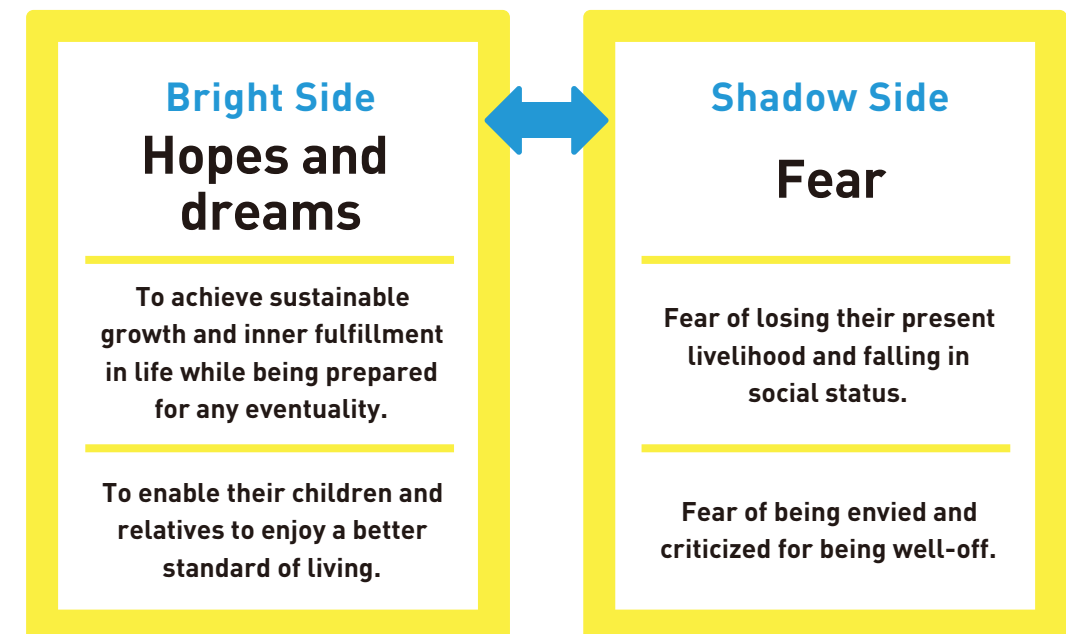 Bright Side
Hopes and
dreams
To achieve sustainable
growth and inner fulfillment
in life while being prepared
for any eventuality.
To enable their children and
relatives to enjoy a better
standard of living.
Shadow Side
Fear
Fear of losing their present
livelihood and falling in
social status.
Fear of being envied and
criticized for being well-off.